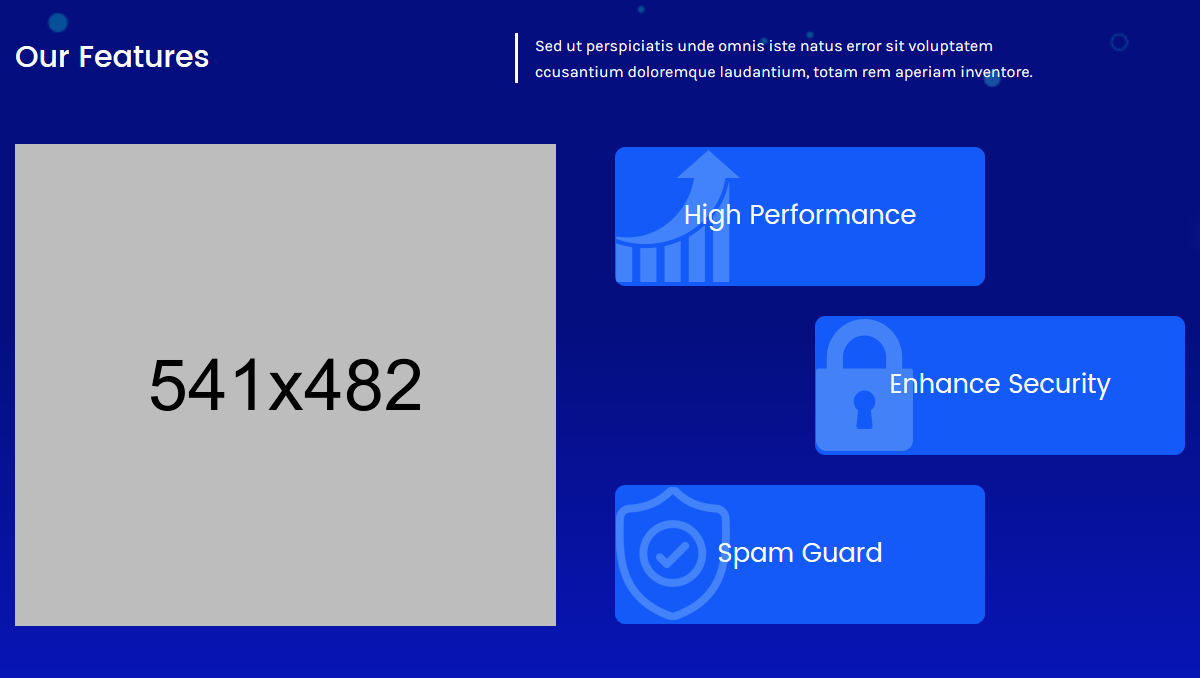 Our Features
Sed ut perspiciatis unde omnis iste natus error sit voluptatem
ccusantium doloremque laudantium, totam rem aperiam inventore.
541x482
High Performance
Enhance Security
Spam Guard